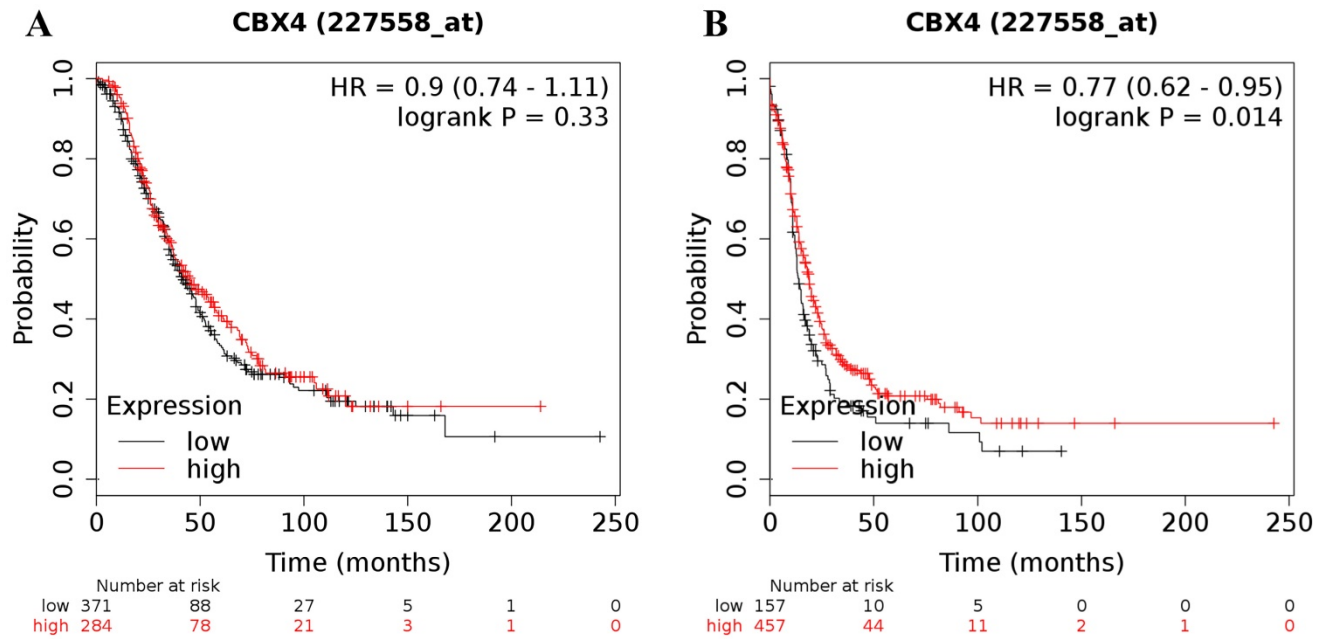 A
CBX4 (227558_at)
HR = 0.9 (0.74 - 1.11)
logrank P = 0.33
Probability
1.0
0.8
0.6
0.4
0.2
0.0
Expression
low
high
0 50 100 150 200 250
Time (months)
Number at risk
low 371 88 27 5 1 0
high 284 78 21 3 1 0
B
CBX4 (227558_at)
HR = 0.77 (0.62 - 0.95)
logrank P = 0.014
Probability
1.0
0.8
0.6
0.4
0.2
0.0
Expression
low
high
0 50 100 150 200 250
Time (months)
Number at risk
low 157 10 5 0 0 0
high 457 44 11 2 1 0